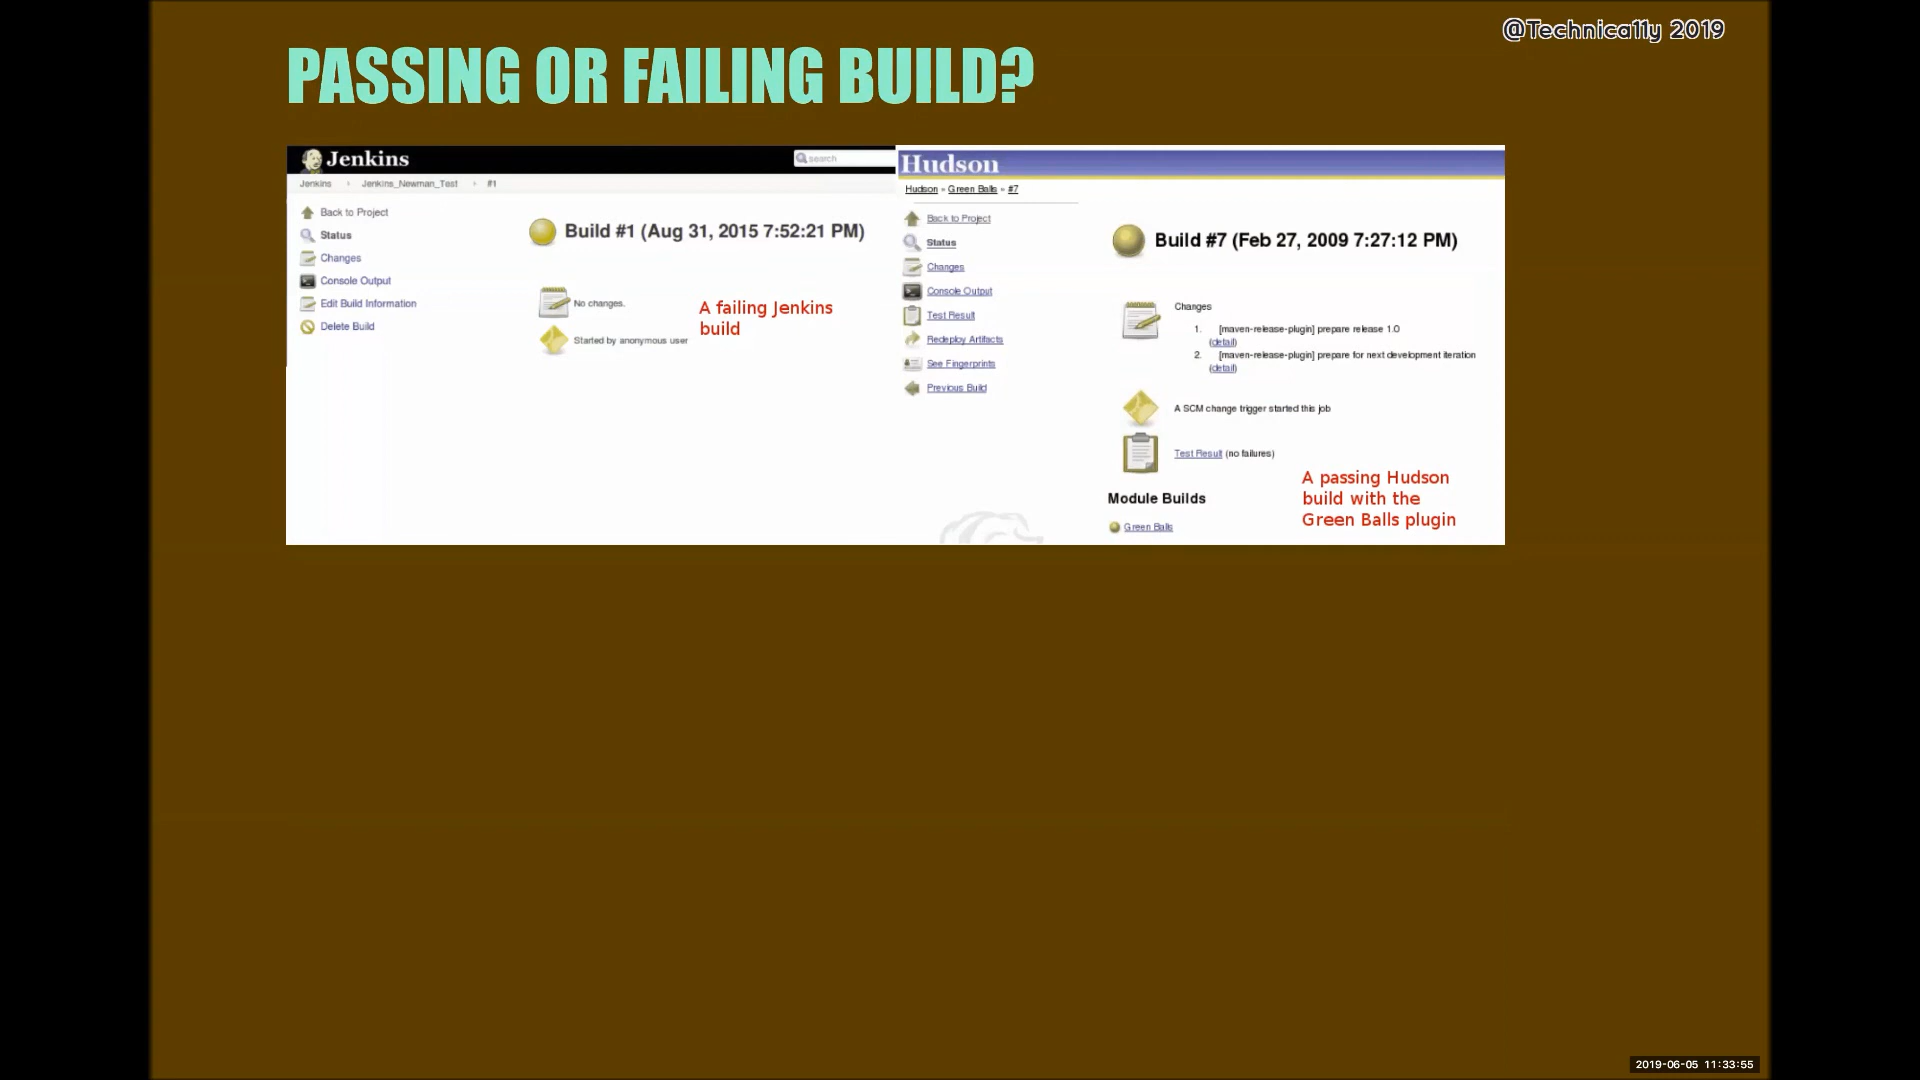 @Technica11y 2019
PASSING OR FAILING BUILD?
Jenkins
search
Jenkins › Jenkins_Newman_Test › #1
Back to Project
Status
Changes
Console Output
Edit Build Information
Delete Build
Build #1 (Aug 31, 2015 7:52:21 PM)
No changes.
Started by anonymous user
A failing Jenkins
build
Hudson
Hudson » Green Balls » #7
Back to Project
Status
Changes
Console Output
Test Result
Redeploy Artifacts
See Fingerprints
Previous Build
Build #7 (Feb 27, 2009 7:27:12 PM)
Changes
1. [maven-release-plugin] prepare release 1.0
(detail)
2. [maven-release-plugin] prepare for next development iteration
(detail)
A SCM change trigger started this job
Test Result (no failures)
Module Builds
Green Balls
A passing Hudson
build with the
Green Balls plugin
2019-06-05 11:33:55